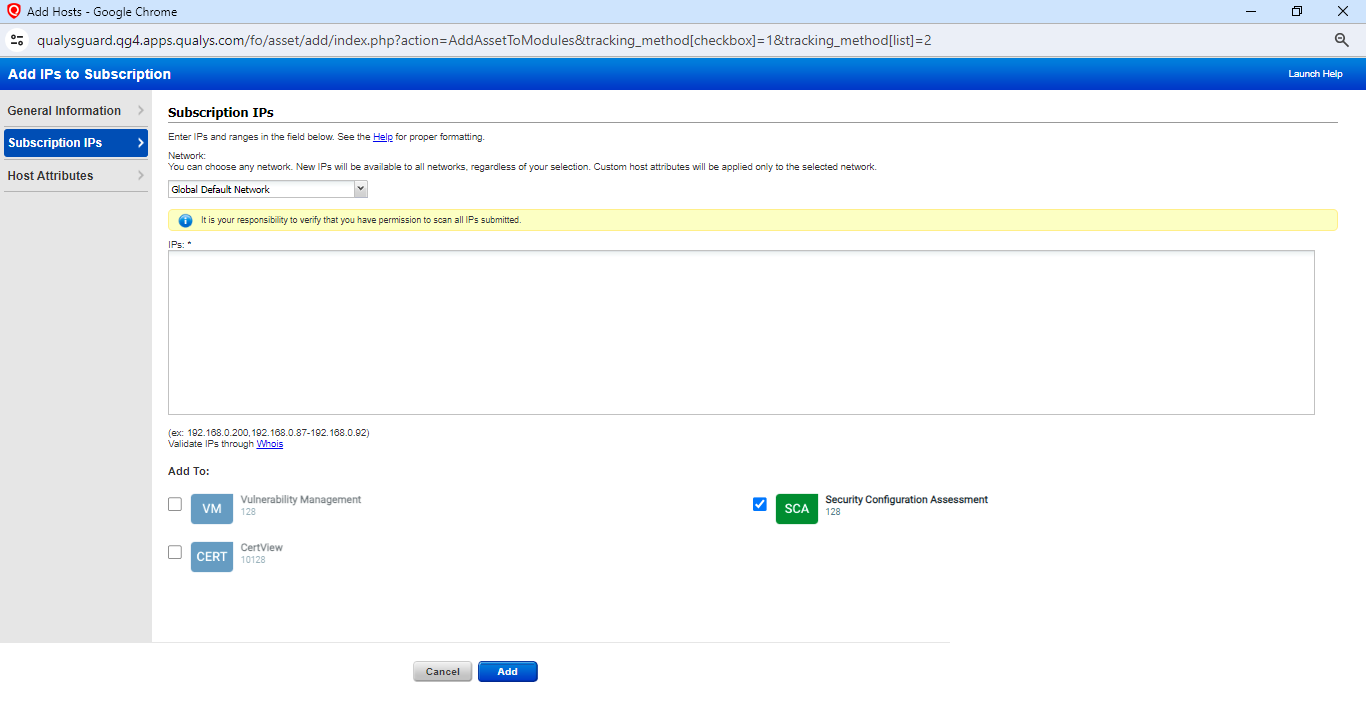 Add Hosts - Google Chrome
qualysguard.qg4.apps.qualys.com/fo/asset/add/index.php?action=AddAssetToModules&tracking_method[checkbox]=1&tracking_method[list]=2
Add IPs to Subscription
Launch Help
General Information
Subscription IPs
Host Attributes
Subscription IPs
Enter IPs and ranges in the field below. See the Help for proper formatting.
Network:
You can choose any network. New IPs will be available to all networks, regardless of your selection. Custom host attributes will be applied only to the selected network.
Global Default Network
It is your responsibility to verify that you have permission to scan all IPs submitted.
IPs: *
(ex: 192.168.0.200,192.168.0.87-192.168.0.92)
Validate IPs through Whois
Add To:
VM
Vulnerability Management
128
SCA
Security Configuration Assessment
128
CERT
CertView
10128
Cancel
Add